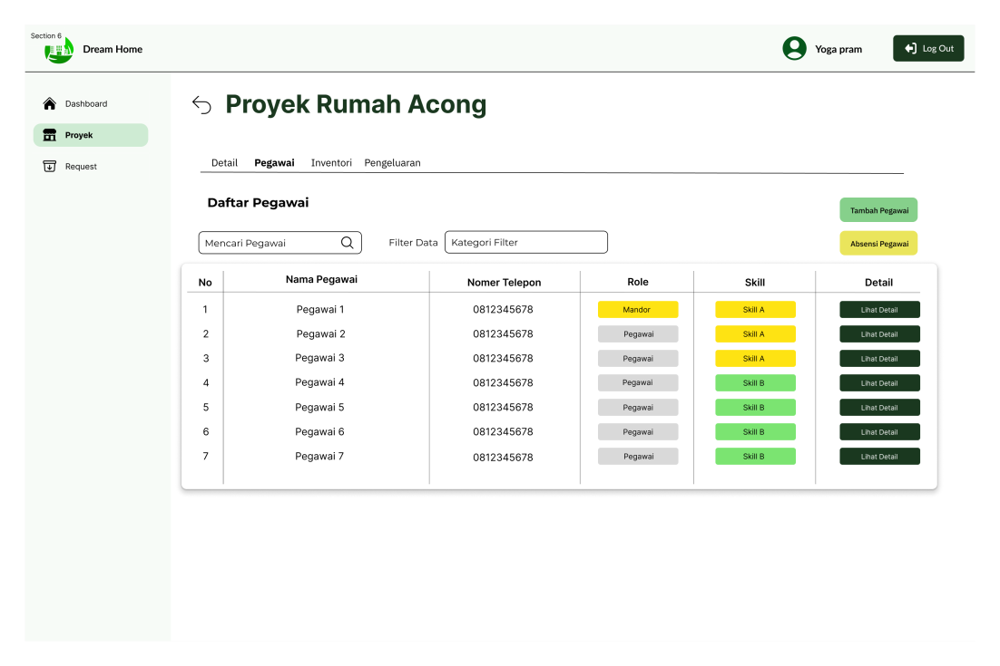 Section 6
Dream Home
Yoga pram
Log Out
Dashboard
Proyek
Request
Proyek Rumah Acong
Detail Pegawai Inventori Pengeluaran
Daftar Pegawai
Tambah Pegawai
Mencari Pegawai Filter Data Kategori Filter
Absensi Pegawai
No Nama Pegawai Nomer Telepon Role Skill Detail
1 Pegawai 1 0812345678 Mandor Skill A Lihat Detail
2 Pegawai 2 0812345678 Pegawai Skill A Lihat Detail
3 Pegawai 3 0812345678 Pegawai Skill A Lihat Detail
4 Pegawai 4 0812345678 Pegawai Skill B Lihat Detail
5 Pegawai 5 0812345678 Pegawai Skill B Lihat Detail
6 Pegawai 6 0812345678 Pegawai Skill B Lihat Detail
7 Pegawai 7 0812345678 Pegawai Skill B Lihat Detail